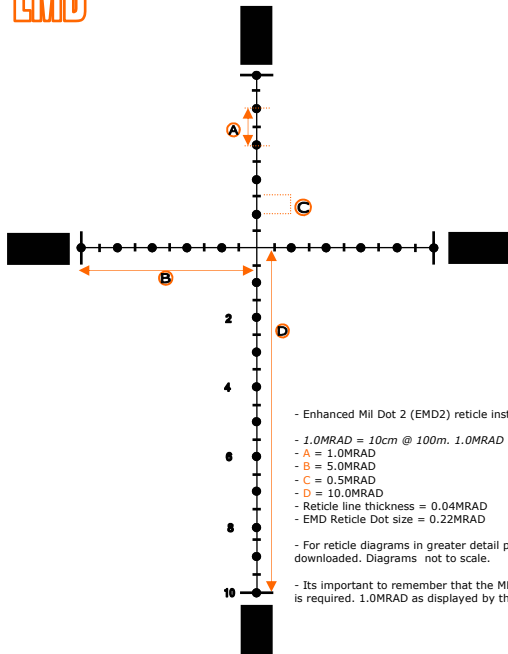 EMD
A
C
B
D
2
4
6
8
10
- Enhanced Mil Dot 2 (EMD2) reticle
- 1.0MRAD = 10cm @ 100m. 1.0MRAD
- A = 1.0MRAD
- B = 5.0MRAD
- C = 0.5MRAD
- D = 10.0MRAD
- Reticle line thickness = 0.04MRAD
- EMD Reticle Dot size = 0.22MRAD
- For reticle diagrams in greater detail
downloaded. Diagrams not to scale.
- Its important to remember that the
is required. 1.0MRAD as displayed by